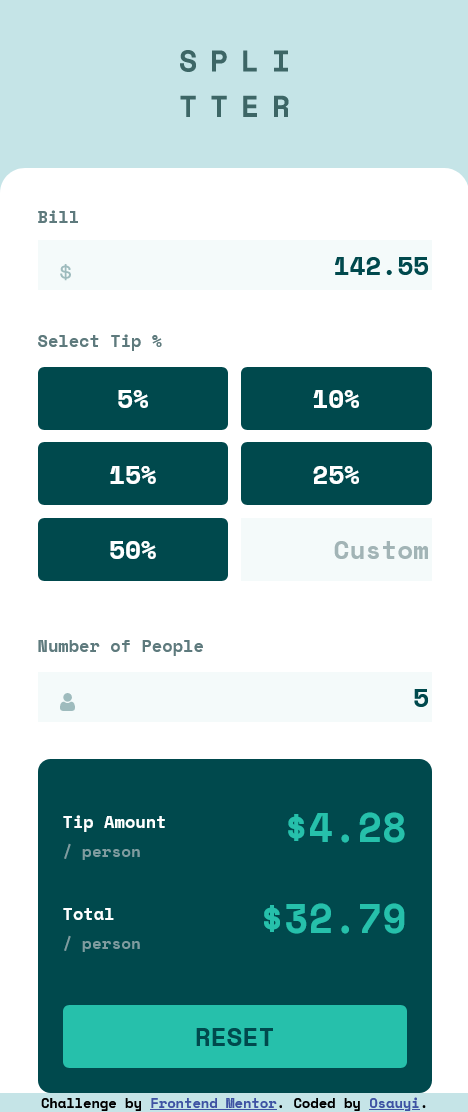 SPLI
TTER
Bill
$ 142.55
Select Tip %
5% 10%
15% 25%
50% Custom
Number of People
5
Tip Amount $4.28
/ person
Total $32.79
/ person
RESET
Challenge by Frontend Mentor. Coded by Osauyi.